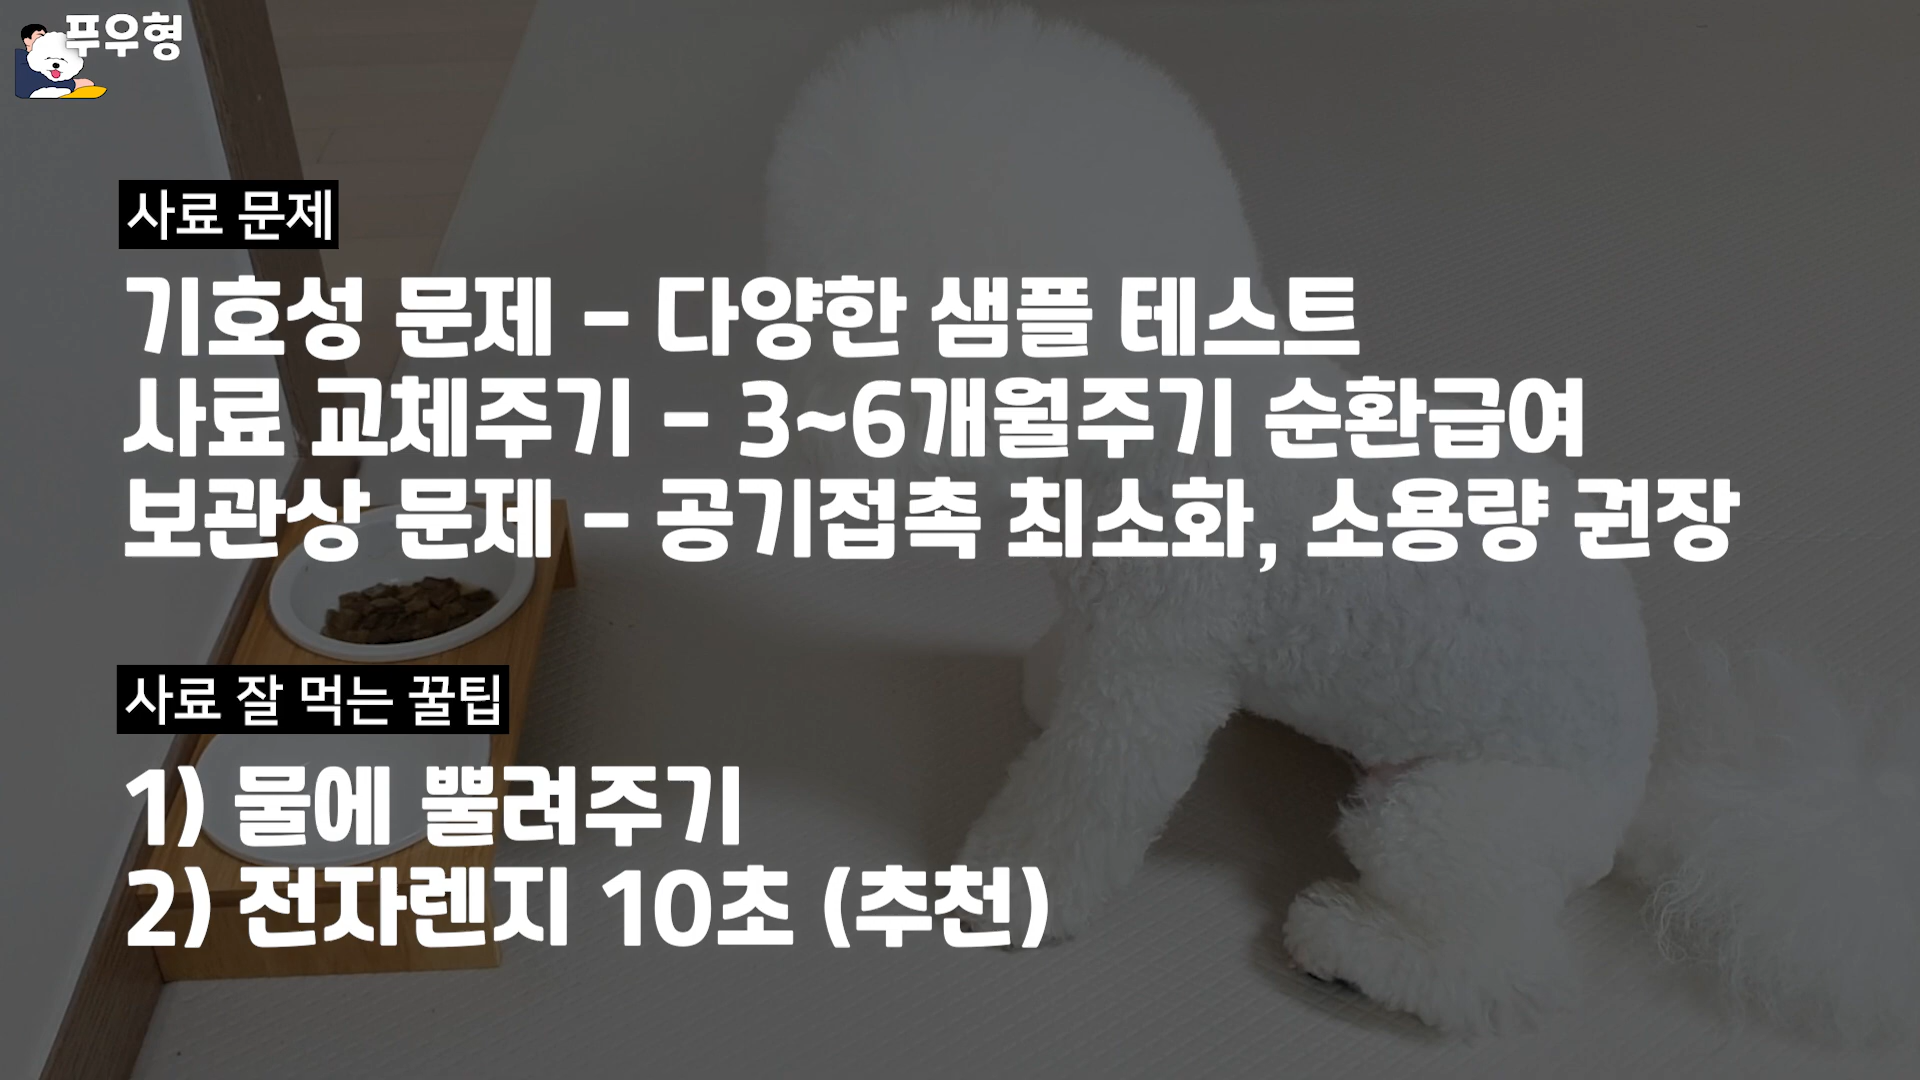 푸우형
사료 문제
기호성 문제 - 다양한 샘플 테스트
사료 교체주기 - 3~6개월주기 순환급여
보관상 문제 - 공기접촉 최소화, 소용량 권장
사료 잘 먹는 꿀팁
1) 물에 뿔려주기
2) 전자렌지 10초 (추천)